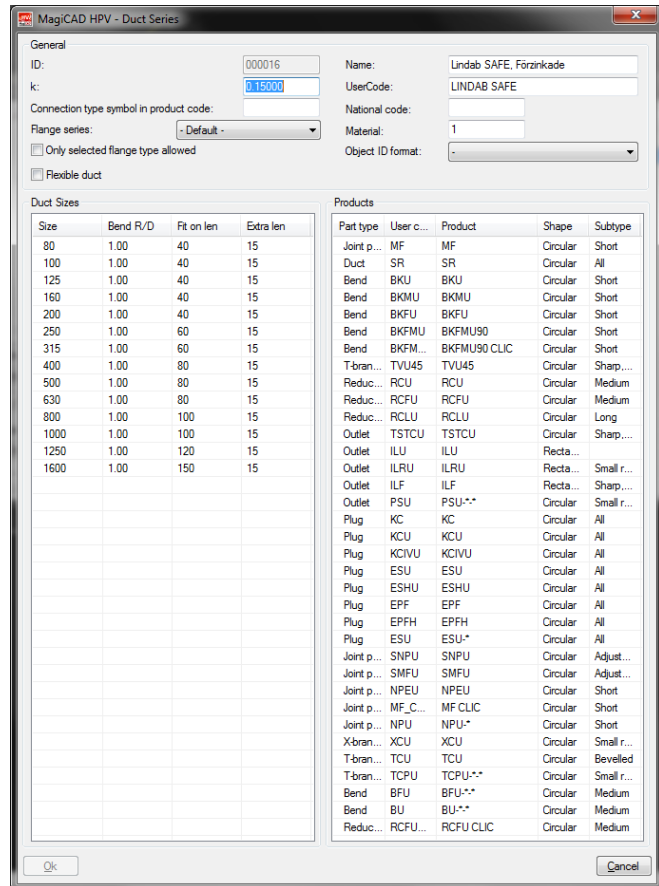 MagiCAD HPV - Duct Series
General
ID: 000016 Name: Lindab SAFE, Förzinkade
k: 0.15000 UserCode: LINDAB SAFE
Connection type symbol in product code: National code:
Flange series: - Default - Material: 1
Only selected flange type allowed Object ID format: -
Flexible duct
Duct Sizes
Size Bend R/D Fit on len Extra len
80 1.00 40 15
100 1.00 40 15
125 1.00 40 15
160 1.00 40 15
200 1.00 40 15
250 1.00 60 15
315 1.00 60 15
400 1.00 80 15
500 1.00 80 15
630 1.00 80 15
800 1.00 100 15
1000 1.00 100 15
1250 1.00 120 15
1600 1.00 150 15
Products
Part type User c... Product Shape Subtype
Joint p... MF MF Circular Short
Duct SR SR Circular All
Bend BKU BKU Circular Short
Bend BKMU BKMU Circular Short
Bend BKFU BKFU Circular Short
Bend BKFMU BKFMU90 Circular Short
Bend BKFM... BKFMU90 CLIC Circular Short
T-bran... TVU45 TVU45 Circular Sharp,...
Reduc... RCU RCU Circular Medium
Reduc... RCFU RCFU Circular Medium
Reduc... RCLU RCLU Circular Long
Outlet TSTCU TSTCU Circular Sharp,...
Outlet ILU ILU Recta...
Outlet ILRU ILRU Recta... Small r...
Outlet ILF ILF Recta... Sharp,...
Outlet PSU PSU-*-* Circular Small r...
Plug KC KC Circular All
Plug KCU KCU Circular All
Plug KCIVU KCIVU Circular All
Plug ESU ESU Circular All
Plug ESHU ESHU Circular All
Plug EPF EPF Circular All
Plug EPFH EPFH Circular All
Plug ESU ESU-* Circular All
Joint p... SNPU SNPU Circular Adjust...
Joint p... SMFU SMFU Circular Adjust...
Joint p... NPEU NPEU Circular Short
Joint p... MF_C... MF CLIC Circular Short
Joint p... NPU NPU-* Circular Short
X-bran... XCU XCU Circular Small r...
T-bran... TCU TCU Circular Bevelled
T-bran... TCPU TCPU-*-* Circular Small r...
Bend BFU BFU-*-* Circular Medium
Bend BU BU-*-* Circular Medium
Reduc... RCFU... RCFU CLIC Circular Medium
Ok Cancel